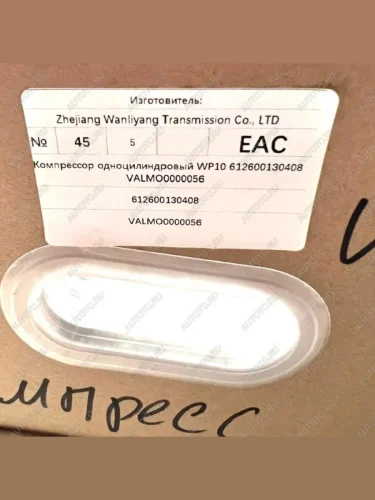 Изготовитель:
Zhejiang Wanliyang Transmission Co., LTD
№ 45 5 EAC
Компрессор одноцилиндровый WP10 612600130408
VALMO0000056
612600130408
VALMO0000056
мпресс